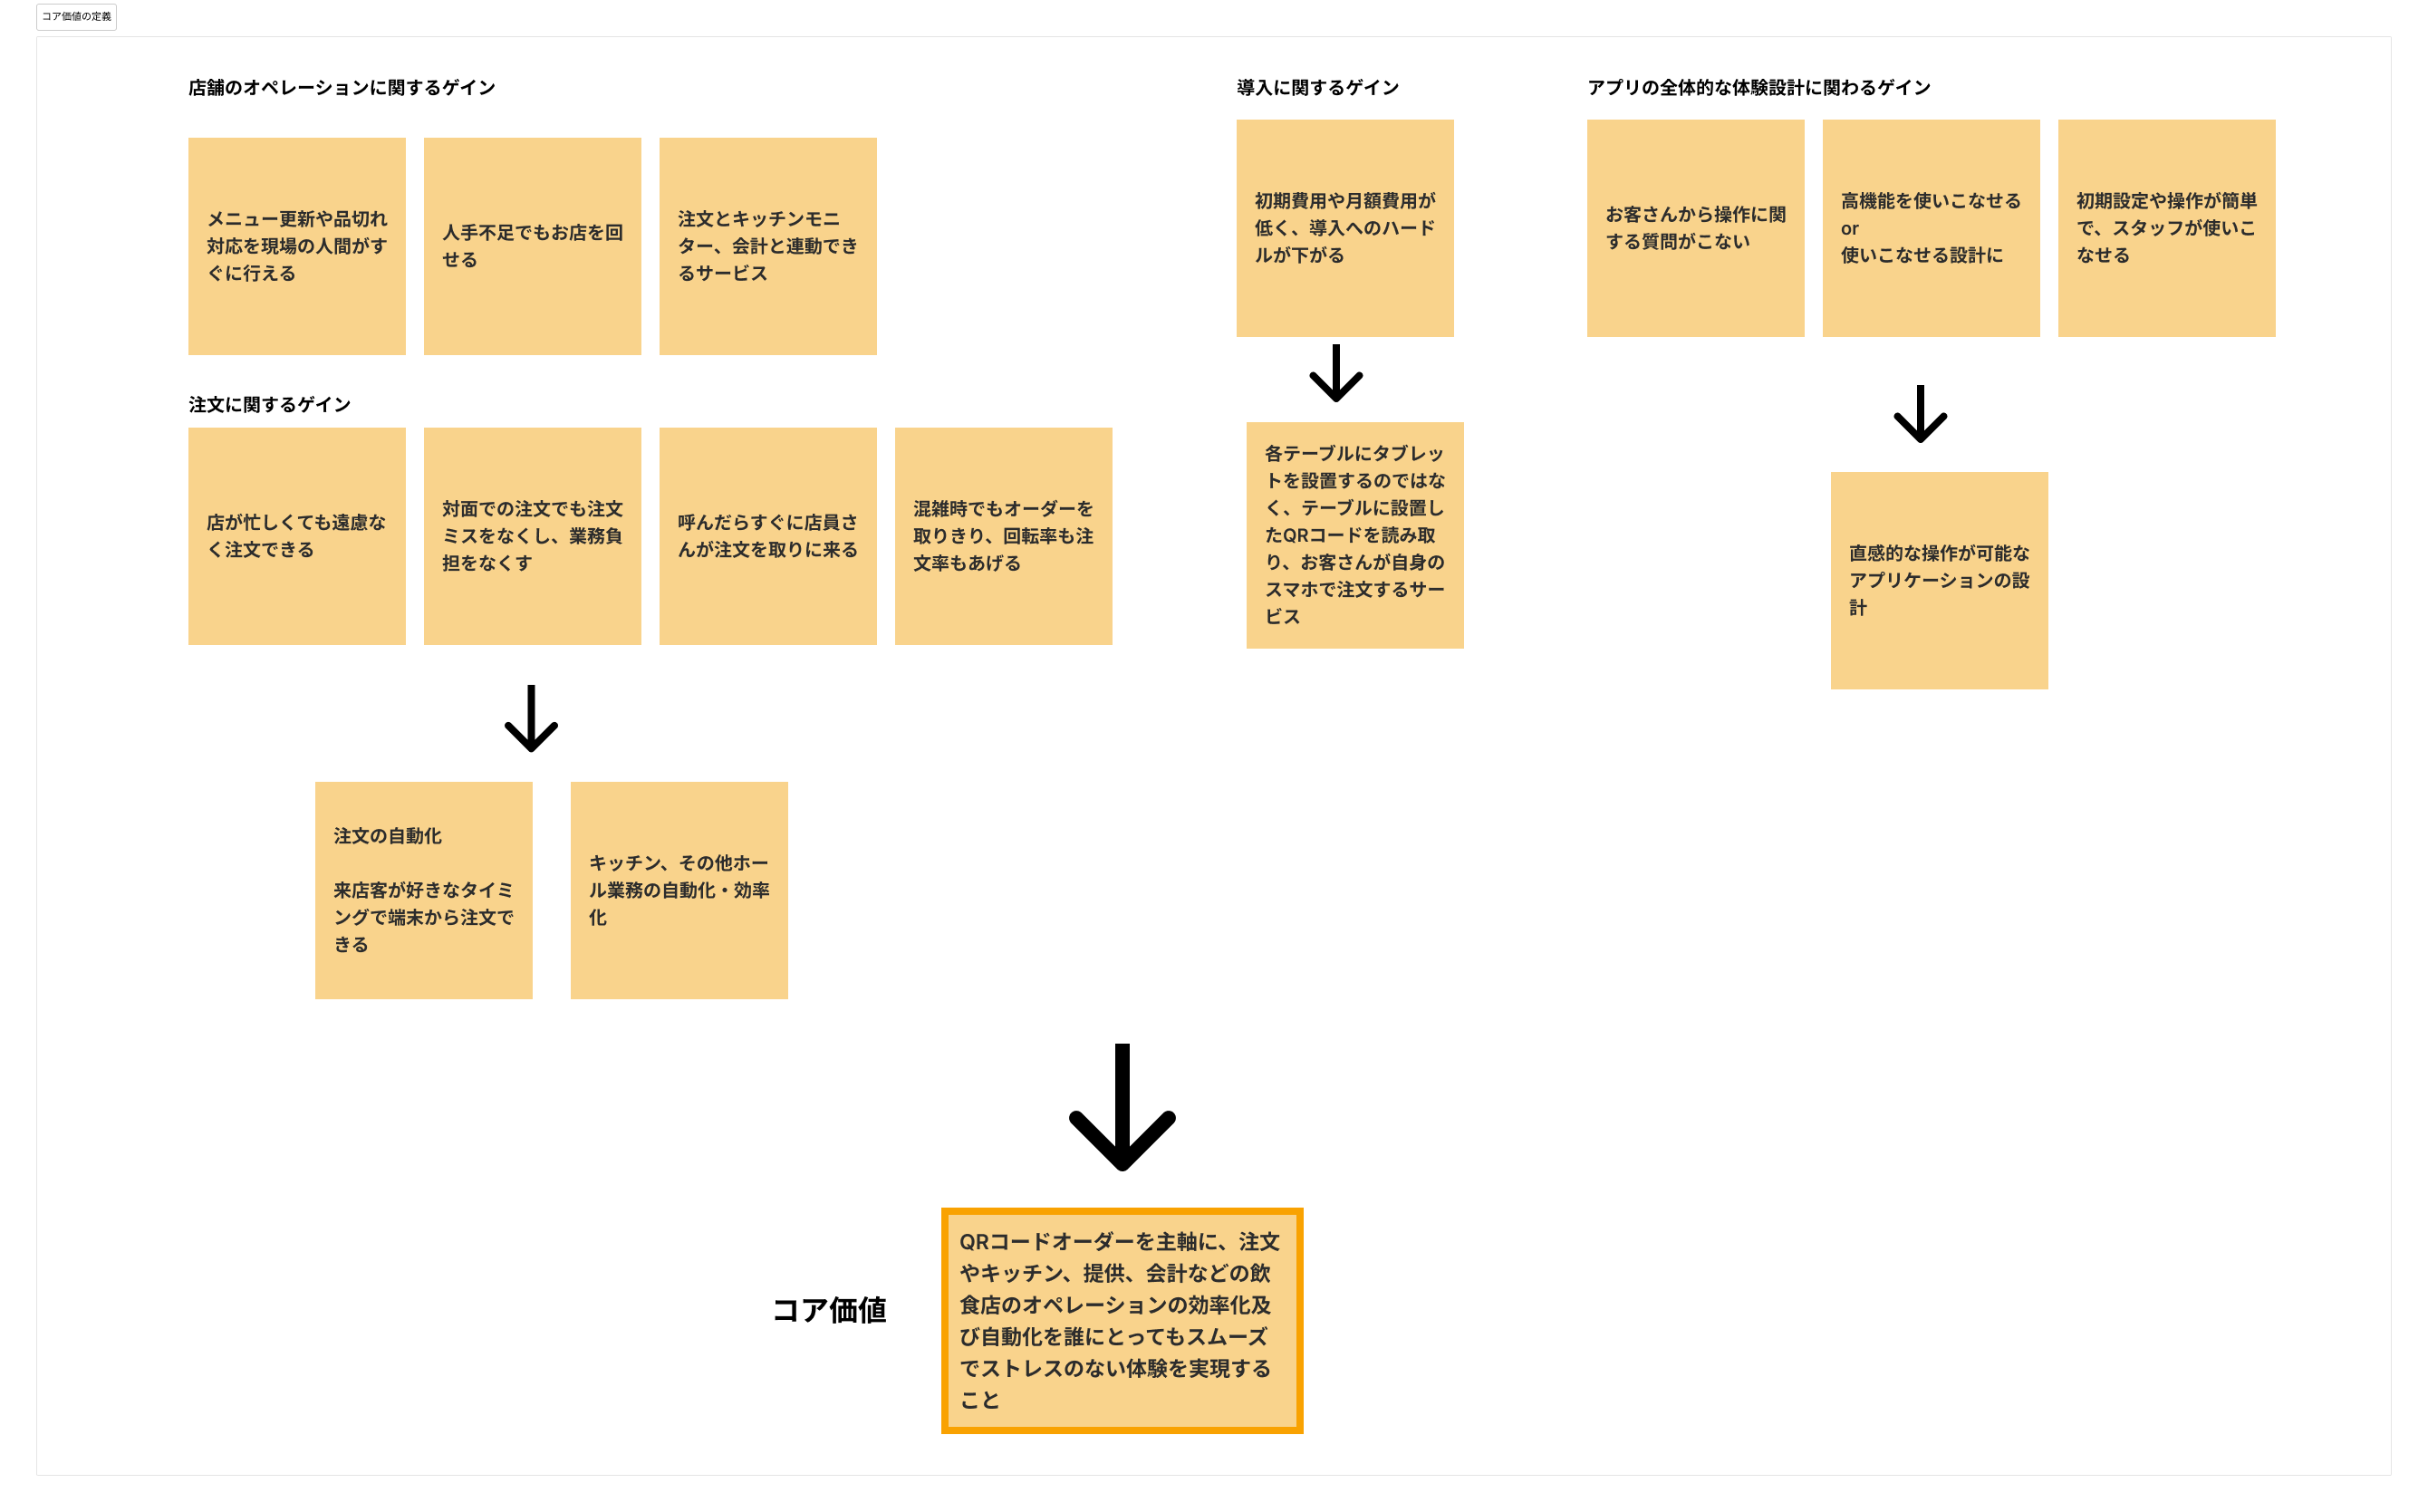 コア価値の定義
店舗のオペレーションに関するゲイン
メニュー更新や品切れ
対応を現場の人間がす
ぐに行える
人手不足でもお店を回
せる
注文とキッチンモニ
ター、会計と連動でき
るサービス
注文に関するゲイン
店が忙しくても遠慮な
く注文できる
対面での注文でも注文
ミスをなくし、業務負
担をなくす
呼んだらすぐに店員さ
んが注文を取りに来る
混雑時でもオーダーを
取りきり、回転率も注
文率もあげる
注文の自動化
来店客が好きなタイミ
ングで端末から注文で
きる
キッチン、その他ホー
ル業務の自動化・効率
化
導入に関するゲイン
初期費用や月額費用が
低く、導入へのハード
ルが下がる
各テーブルにタブレッ
トを設置するのではな
く、テーブルに設置し
たQRコードを読み取
り、お客さんが自身の
スマホで注文するサー
ビス
アプリの全体的な体験設計に関わるゲイン
お客さんから操作に関
する質問がこない
高機能を使いこなせる
or
使いこなせる設計に
初期設定や操作が簡単
で、スタッフが使いこ
なせる
直感的な操作が可能な
アプリケーションの設
計
コア価値
QRコードオーダーを主軸に、注文
やキッチン、提供、会計などの飲
食店のオペレーションの効率化及
び自動化を誰にとってもスムーズ
でストレスのない体験を実現する
こと